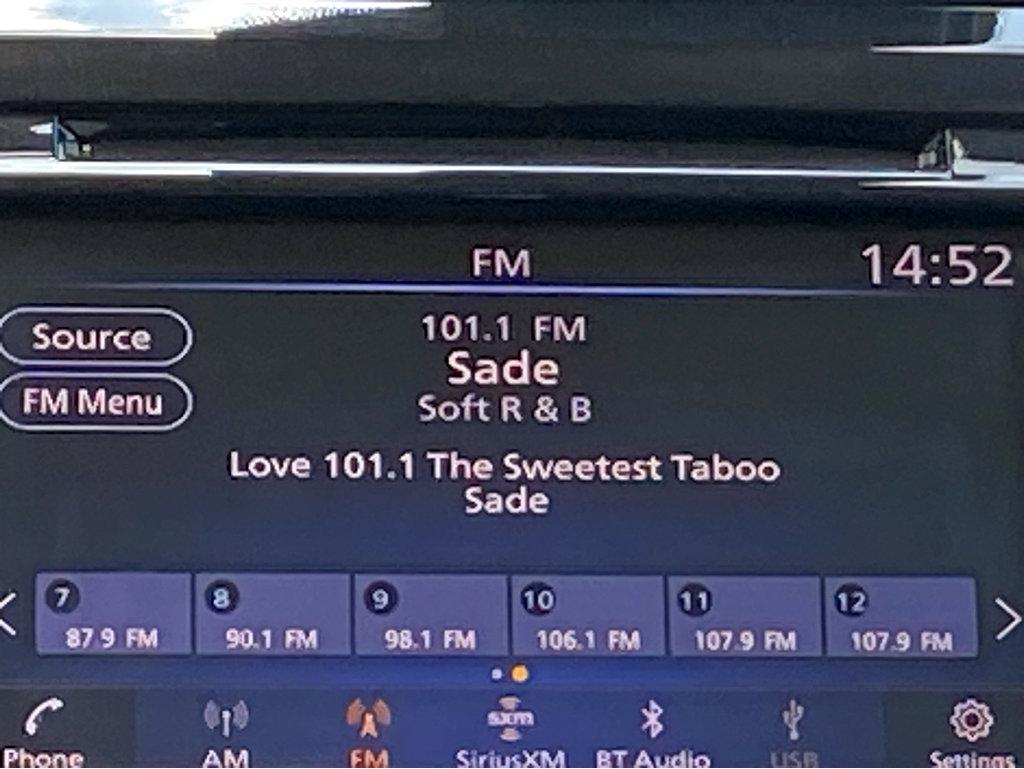 FM
14:52
Source
101.1 FM
Sade
FM Menu
Soft R & B
Love 101.1 The Sweetest Taboo
Sade
7
8
9
10
11
12
87.9 FM
90.1 FM
98.1 FM
106.1 FM
107.9 FM
107.9 FM
sxm
Phone
AM
FM
SiriusXM
BT Audio
USB
Settings